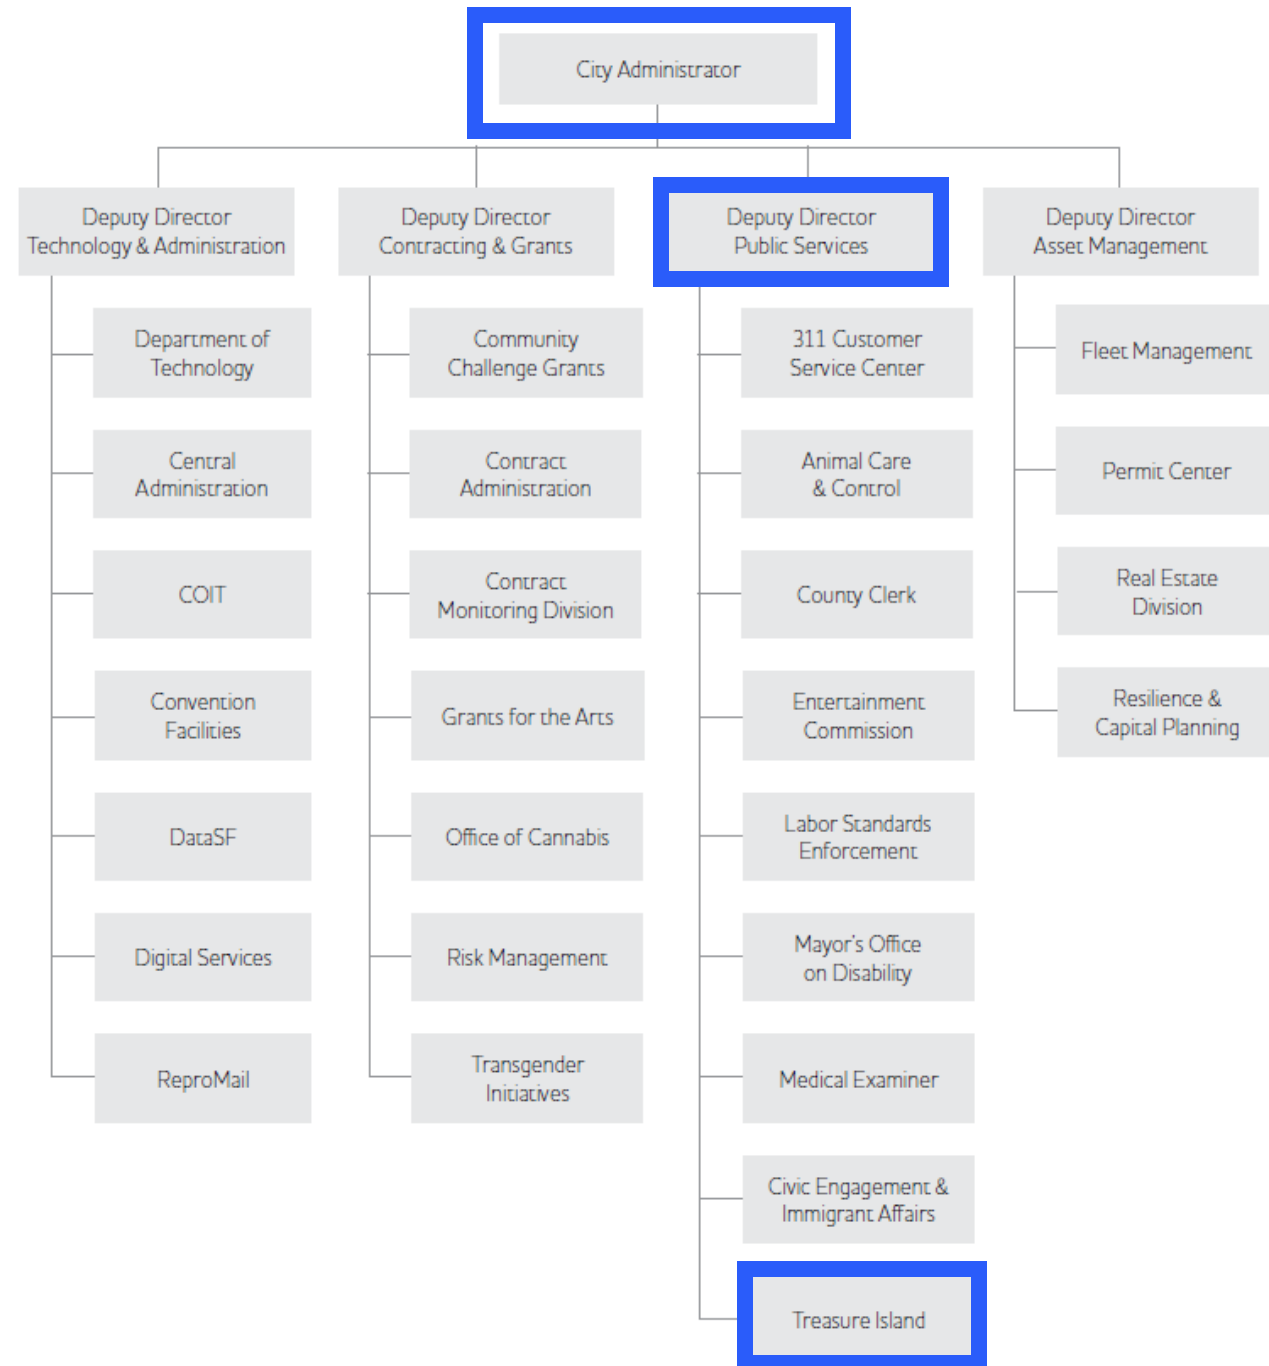 City Administrator
Deputy Director
Technology & Administration
Deputy Director
Contracting & Grants
Deputy Director
Public Services
Deputy Director
Asset Management
Department of
Technology
Central
Administration
COIT
Convention
Facilities
DataSF
Digital Services
ReproMail
Community
Challenge Grants
Contract
Administration
Contract
Monitoring Division
Grants for the Arts
Office of Cannabis
Risk Management
Transgender
Initiatives
311 Customer
Service Center
Animal Care
& Control
County Clerk
Entertainment
Commission
Labor Standards
Enforcement
Mayor's Office
on Disability
Medical Examiner
Civic Engagement &
Immigrant Affairs
Treasure Island
Fleet Management
Permit Center
Real Estate
Division
Resilience &
Capital Planning